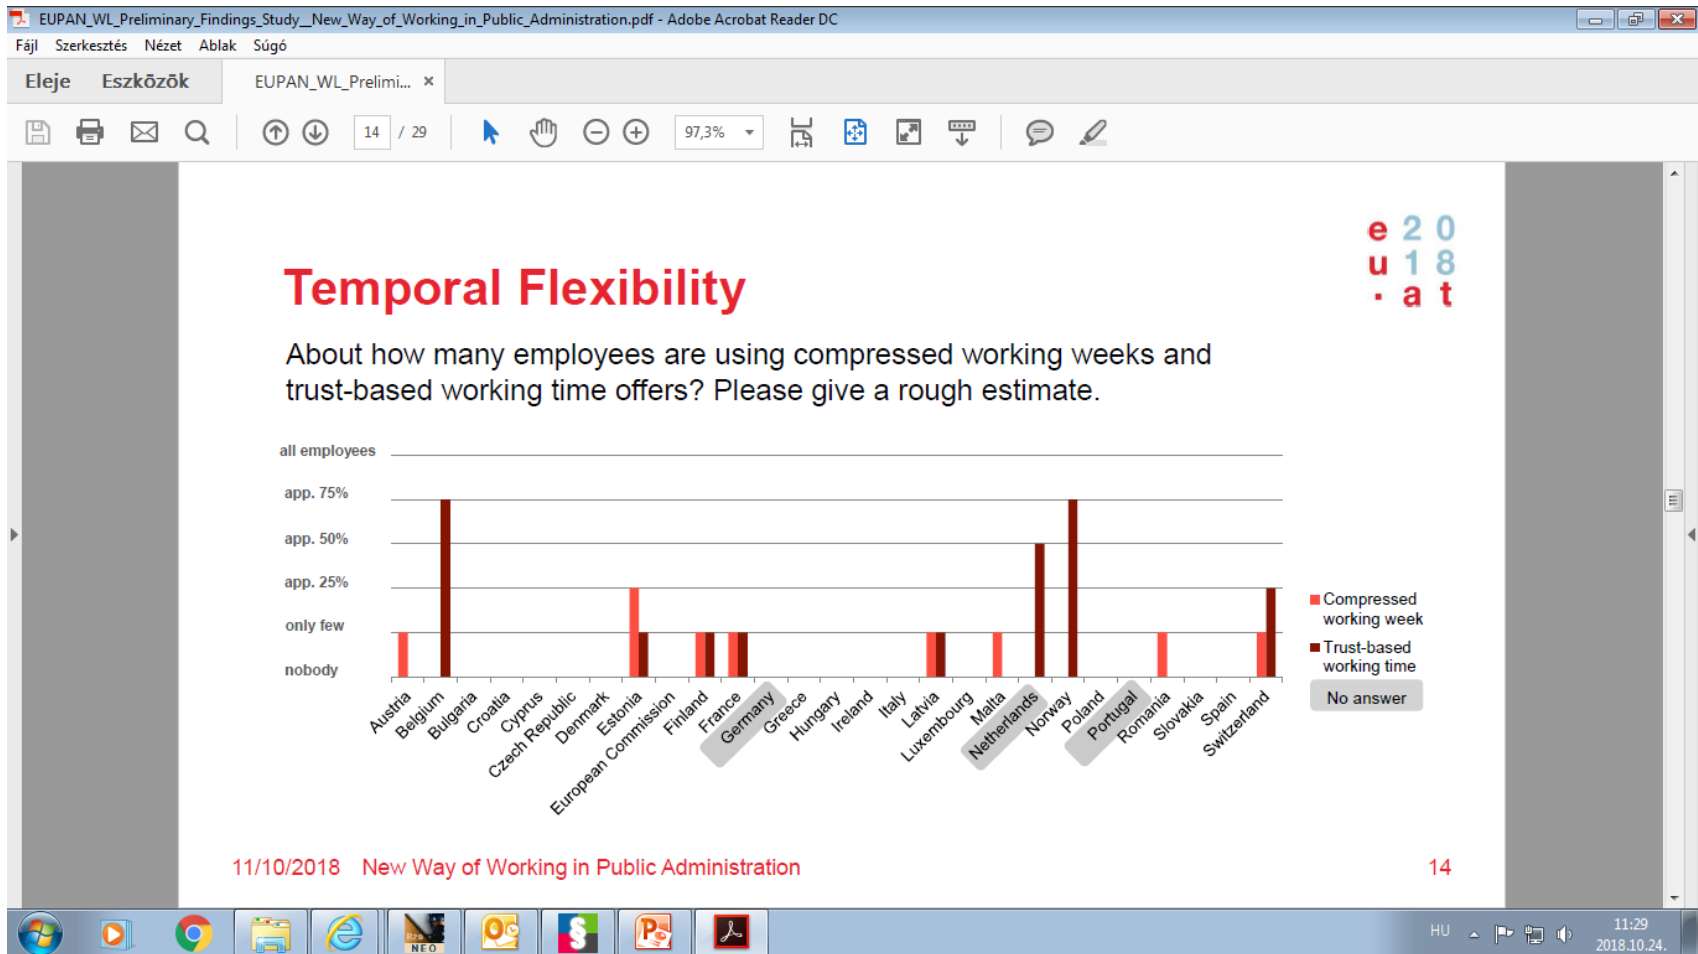 EUPAN_WL_Preliminary_Findings_Study__New_Way_of_Working_in_Public_Administration.pdf - Adobe Acrobat Reader DC
Fájl Szerkesztés Nézet Ablak Súgó
Eleje Eszközök EUPAN_WL_Prelimi... ×
14 / 29 97,3%
e 2 0
u 1 8
. a t
Temporal Flexibility
About how many employees are using compressed working weeks and
trust-based working time offers? Please give a rough estimate.
all employees
app. 75%
app. 50%
app. 25%
only few
nobody
Compressed
working week
Trust-based
working time
No answer
Austria
Belgium
Bulgaria
Croatia
Cyprus
Czech Republic
Denmark
Estonia
European Commission
Finland
France
Germany
Greece
Hungary
Ireland
Italy
Latvia
Luxembourg
Malta
Netherlands
Norway
Poland
Portugal
Romania
Slovakia
Spain
Switzerland
11/10/2018 New Way of Working in Public Administration 14
NEO
HU 11:29
2018.10.24.